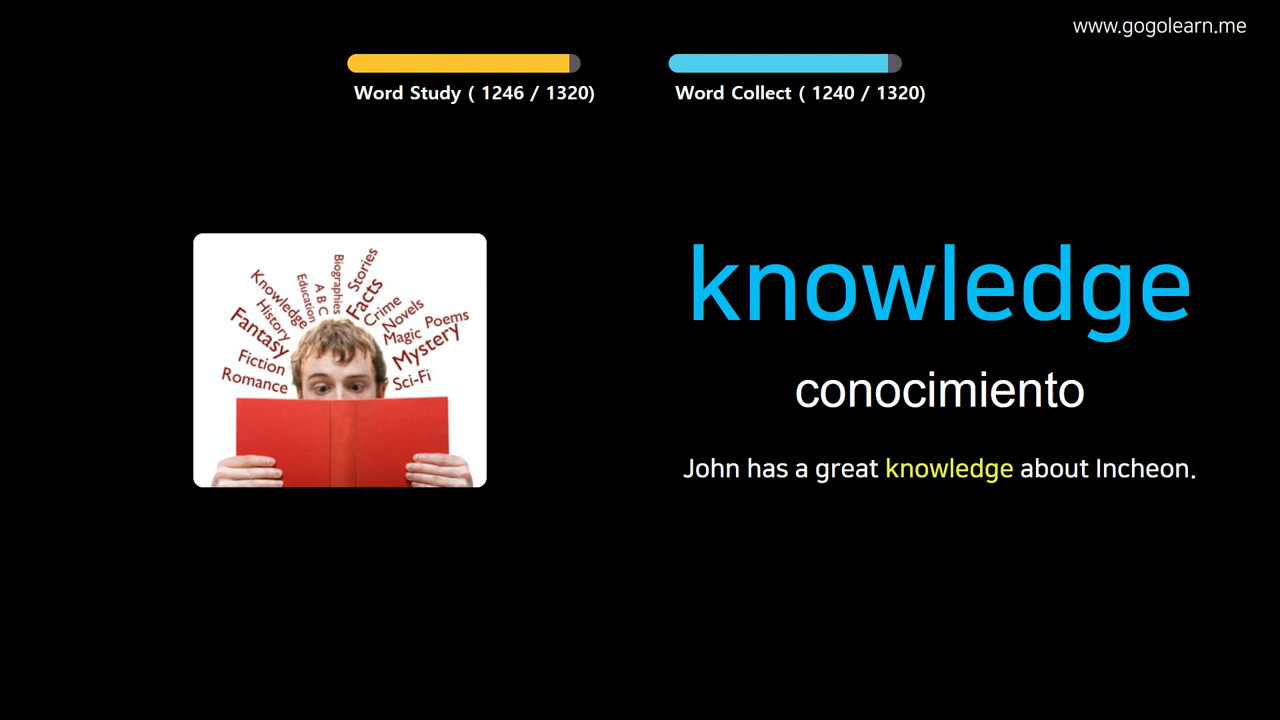 www.gogolearn.me
Word Study ( 1246 / 1320)
Word Collect ( 1240 / 1320)
knowledge
conocimiento
John has a great knowledge about Incheon.
Stories
Biographies
Facts
A B C
Education
Crime
Knowledge
Novels
History
Poems
Magic
Fantasy
Mystery
Fiction
Sci-Fi
Romance